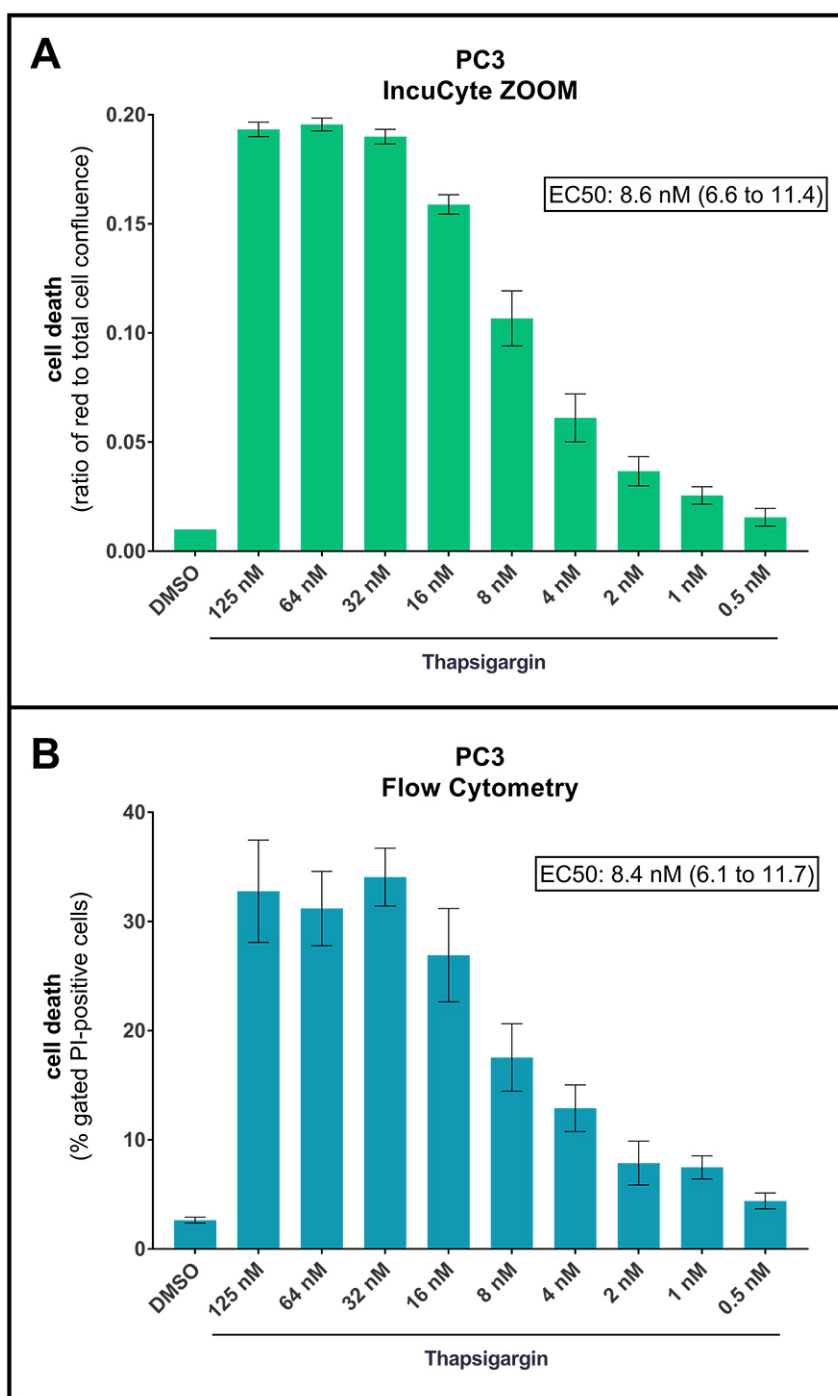 A
PC3
IncuCyte ZOOM
cell death
(ratio of red to total cell confluence)
0.20
0.15
0.10
0.05
0.00
EC50: 8.6 nM (6.6 to 11.4)
DMSO
125 nM
64 nM
32 nM
16 nM
8 nM
4 nM
2 nM
1 nM
0.5 nM
Thapsigargin
B
PC3
Flow Cytometry
cell death
(% gated PI-positive cells)
40
30
20
10
0
EC50: 8.4 nM (6.1 to 11.7)
DMSO
125 nM
64 nM
32 nM
16 nM
8 nM
4 nM
2 nM
1 nM
0.5 nM
Thapsigargin